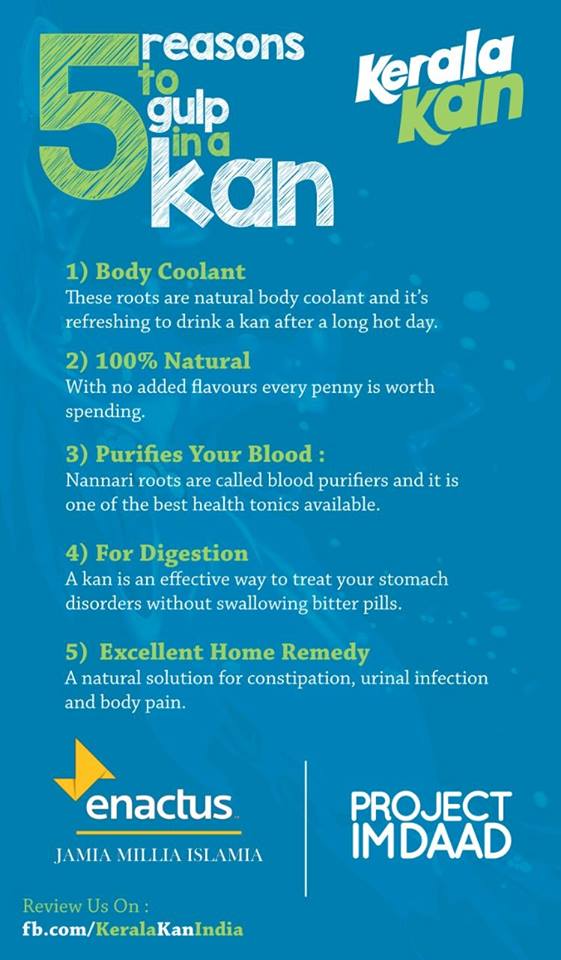 5 reasons
to
gulp
in a
kan
Kerala
Kan
1) Body Coolant
These roots are natural body coolant and it's
refreshing to drink a kan after a long hot day.
2) 100% Natural
With no added flavours every penny is worth
spending.
3) Purifies Your Blood :
Nannari roots are called blood purifiers and it is
one of the best health tonics available.
4) For Digestion
A kan is an effective way to treat your stomach
disorders without swallowing bitter pills.
5) Excellent Home Remedy
A natural solution for constipation, urinal infection
and body pain.
enactus
JAMIA MILLIA ISLAMIA
PROJECT
IMDAAD
Review Us On :
fb.com/KeralaKanIndia